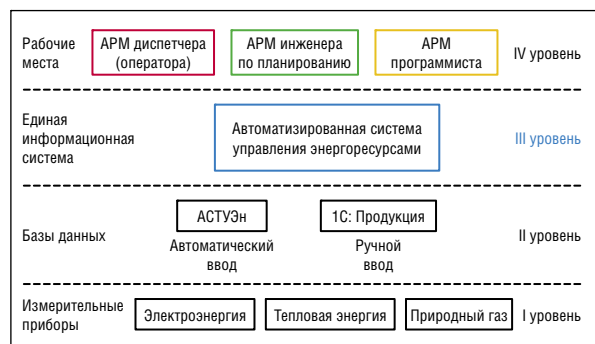 Рабочие места
АРМ диспетчера (оператора)
АРМ инженера по планированию
АРМ программиста
IV уровень
Единая информационная система
Автоматизированная система управления энергоресурсами
III уровень
Базы данных
АСТУЭн
Автоматический ввод
1С: Продукция
Ручной ввод
II уровень
Измерительные приборы
Электроэнергия
Тепловая энергия
Природный газ
I уровень